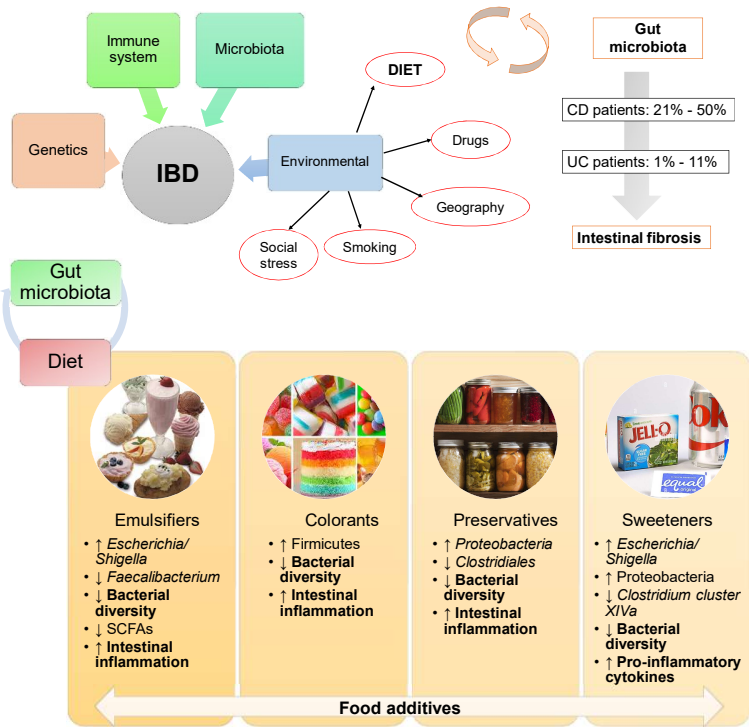 Immune
system
Microbiota
Genetics
IBD
Environmental
DIET
Drugs
Geography
Smoking
Social
stress
Gut
microbiota
CD patients: 21% - 50%
UC patients: 1% - 11%
Intestinal fibrosis
Gut
microbiota
Diet
Emulsifiers
• ↑ Escherichia/
Shigella
• ↓ Faecalibacterium
• ↓ Bacterial
diversity
• ↓ SCFAs
• ↑ Intestinal
inflammation
Colorants
• ↑ Firmicutes
• ↓ Bacterial
diversity
• ↑ Intestinal
inflammation
Preservatives
• ↑ Proteobacteria
• ↓ Clostridiales
• ↓ Bacterial
diversity
• ↑ Intestinal
inflammation
JELL-O
equal
Sweeteners
• ↑ Escherichia/
Shigella
• ↑ Proteobacteria
• ↓ Clostridium cluster
XIVa
• ↓ Bacterial
diversity
• ↑ Pro-inflammatory
cytokines
Food additives